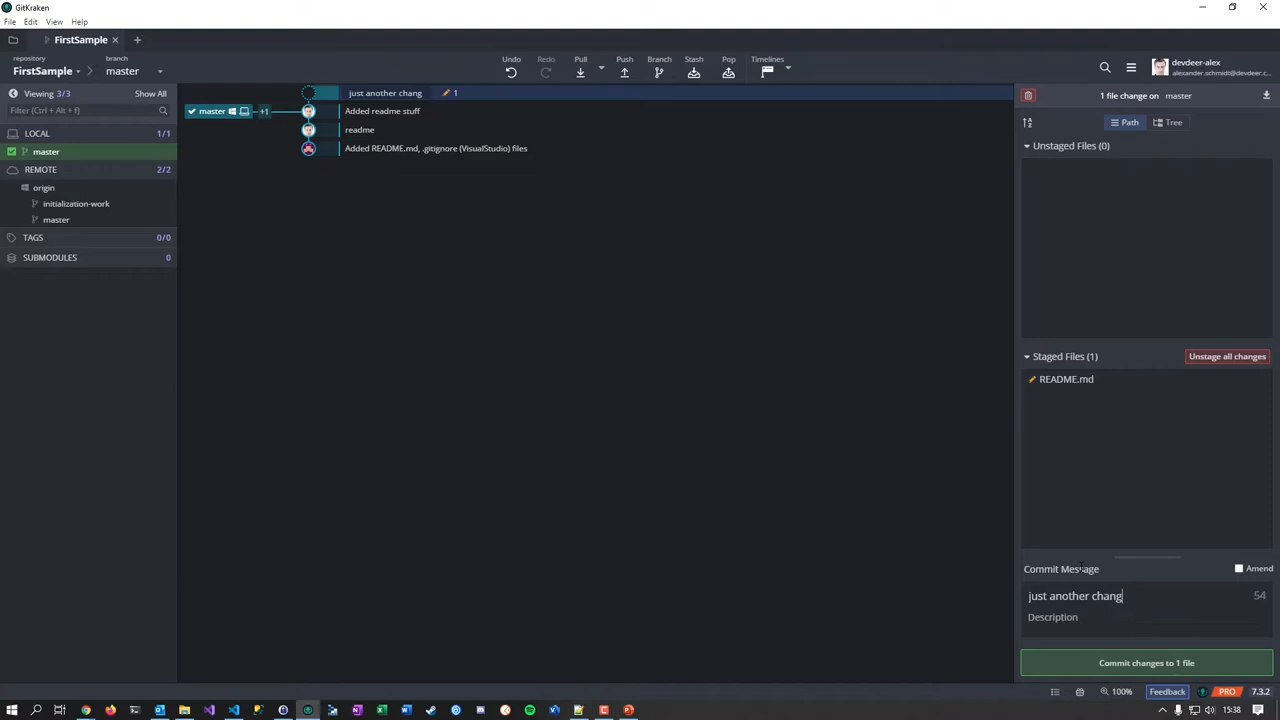 GitKraken
File Edit View Help
FirstSample
repository
FirstSample
branch
master
Undo
Redo
Pull
Push
Branch
Stash
Pop
Timelines
devdeer-alex
alexander.schmidt@devdeer.c...
Viewing 3/3
Show All
Filter (Ctrl + Alt + f)
LOCAL 1/1
master
REMOTE 2/2
origin
initialization-work
master
TAGS 0/0
SUBMODULES 0
just another chang 1
master +1 Added readme stuff
readme
Added README.md, .gitignore (VisualStudio) files
1 file change on master
Path
Tree
Unstaged Files (0)
Staged Files (1)
Unstage all changes
README.md
Commit Message
Amend
just another chang 54
Description
Commit changes to 1 file
100%
Feedback
PRO
7.3.2
15:38